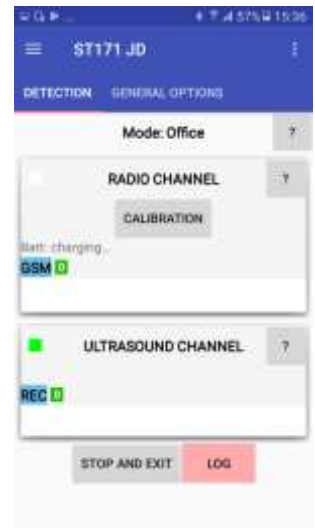 57% 15:36
ST171 JD
DETECTION GENERAL OPTIONS
Mode: Office ?
RADIO CHANNEL ?
CALIBRATION
Batt: charging...
GSM 0
ULTRASOUND CHANNEL ?
REC 0
STOP AND EXIT LOG